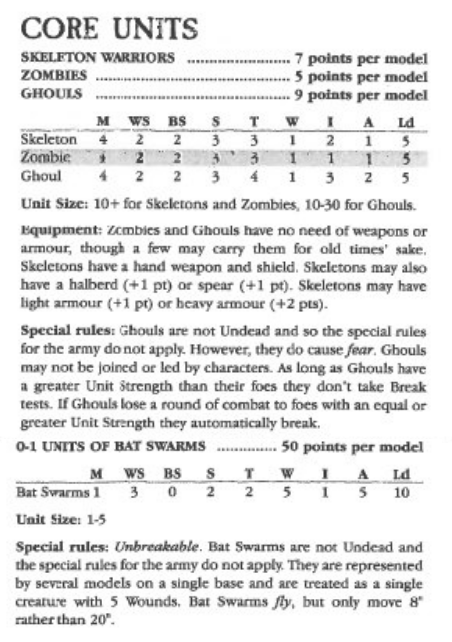 CORE UNITS
SKELETON WARRIORS .......................... 7 points per model
ZOMBIES ................................................ 5 points per model
GHOULS ................................................ 9 points per model
M WS BS S T W I A Ld
Skeleton 4 2 2 3 3 1 2 1 5
Zombie 4 2 2 3 3 1 1 1 5
Ghoul 4 2 2 3 4 1 3 2 5
Unit Size: 10+ for Skeletons and Zombies, 10-30 for Ghouls.
Equipment: Zombies and Ghouls have no need of weapons or
armour, though a few may carry them for old times' sake.
Skeletons have a hand weapon and shield. Skeletons may also
have a halberd (+1 pt) or spear (+1 pt). Skeletons may have
light armour (+1 pt) or heavy armour (+2 pts).
Special rules: Ghouls are not Undead and so the special rules
for the army do not apply. However, they do cause fear. Ghouls
may not be joined or led by characters. As long as Ghouls have
a greater Unit Strength than their foes they don't take Break
tests. If Ghouls lose a round of combat to foes with an equal or
greater Unit Strength they automatically break.
0-1 UNITS OF BAT SWARMS .............. 50 points per model
M WS BS S T W I A Ld
Bat Swarms 1 3 0 2 2 5 1 5 10
Unit Size: 1-5
Special rules: Unbreakable. Bat Swarms are not Undead and
the special rules for the army do not apply. They are represented
by several models on a single base and are treated as a single
creature with 5 Wounds. Bat Swarms fly, but only move 8"
rather than 20".